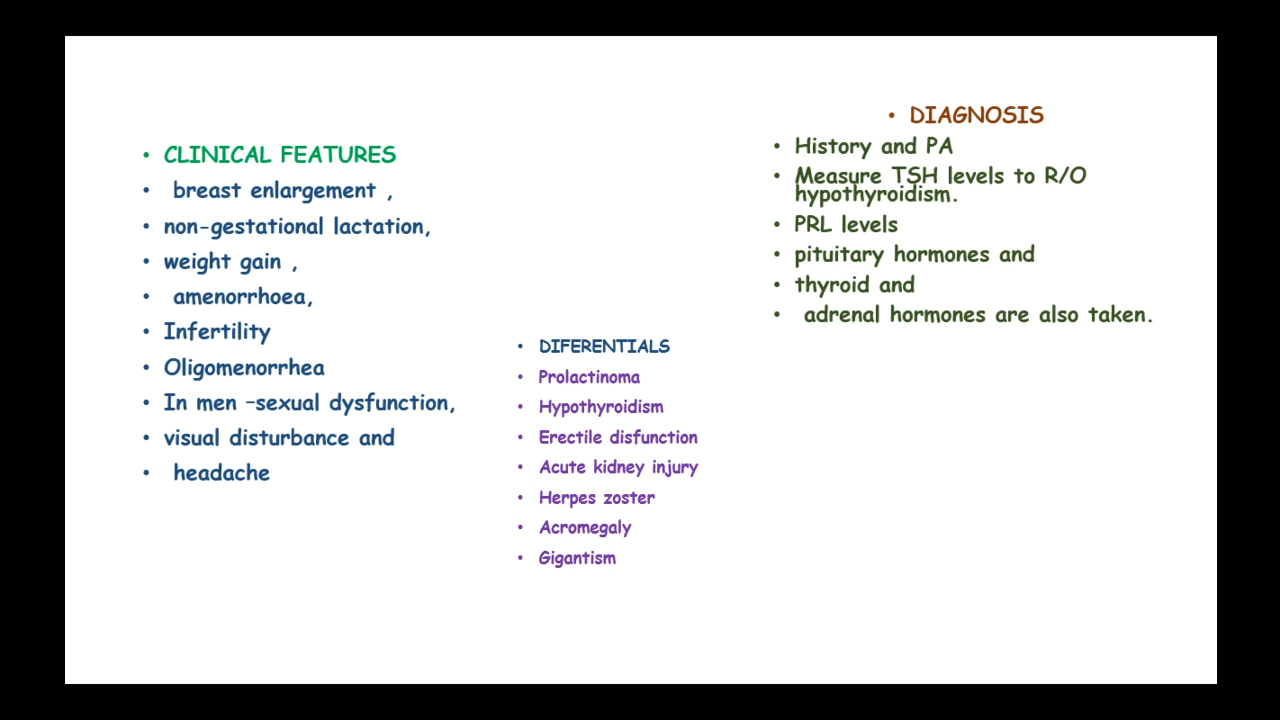 • CLINICAL FEATURES
• breast enlargement ,
• non-gestational lactation,
• weight gain ,
• amenorrhoea,
• Infertility
• Oligomenorrhea
• In men –sexual dysfunction,
• visual disturbance and
• headache
• DIFERENTIALS
• Prolactinoma
• Hypothyroidism
• Erectile disfunction
• Acute kidney injury
• Herpes zoster
• Acromegaly
• Gigantism
• DIAGNOSIS
• History and PA
• Measure TSH levels to R/O
hypothyroidism.
• PRL levels
• pituitary hormones and
• thyroid and
• adrenal hormones are also taken.